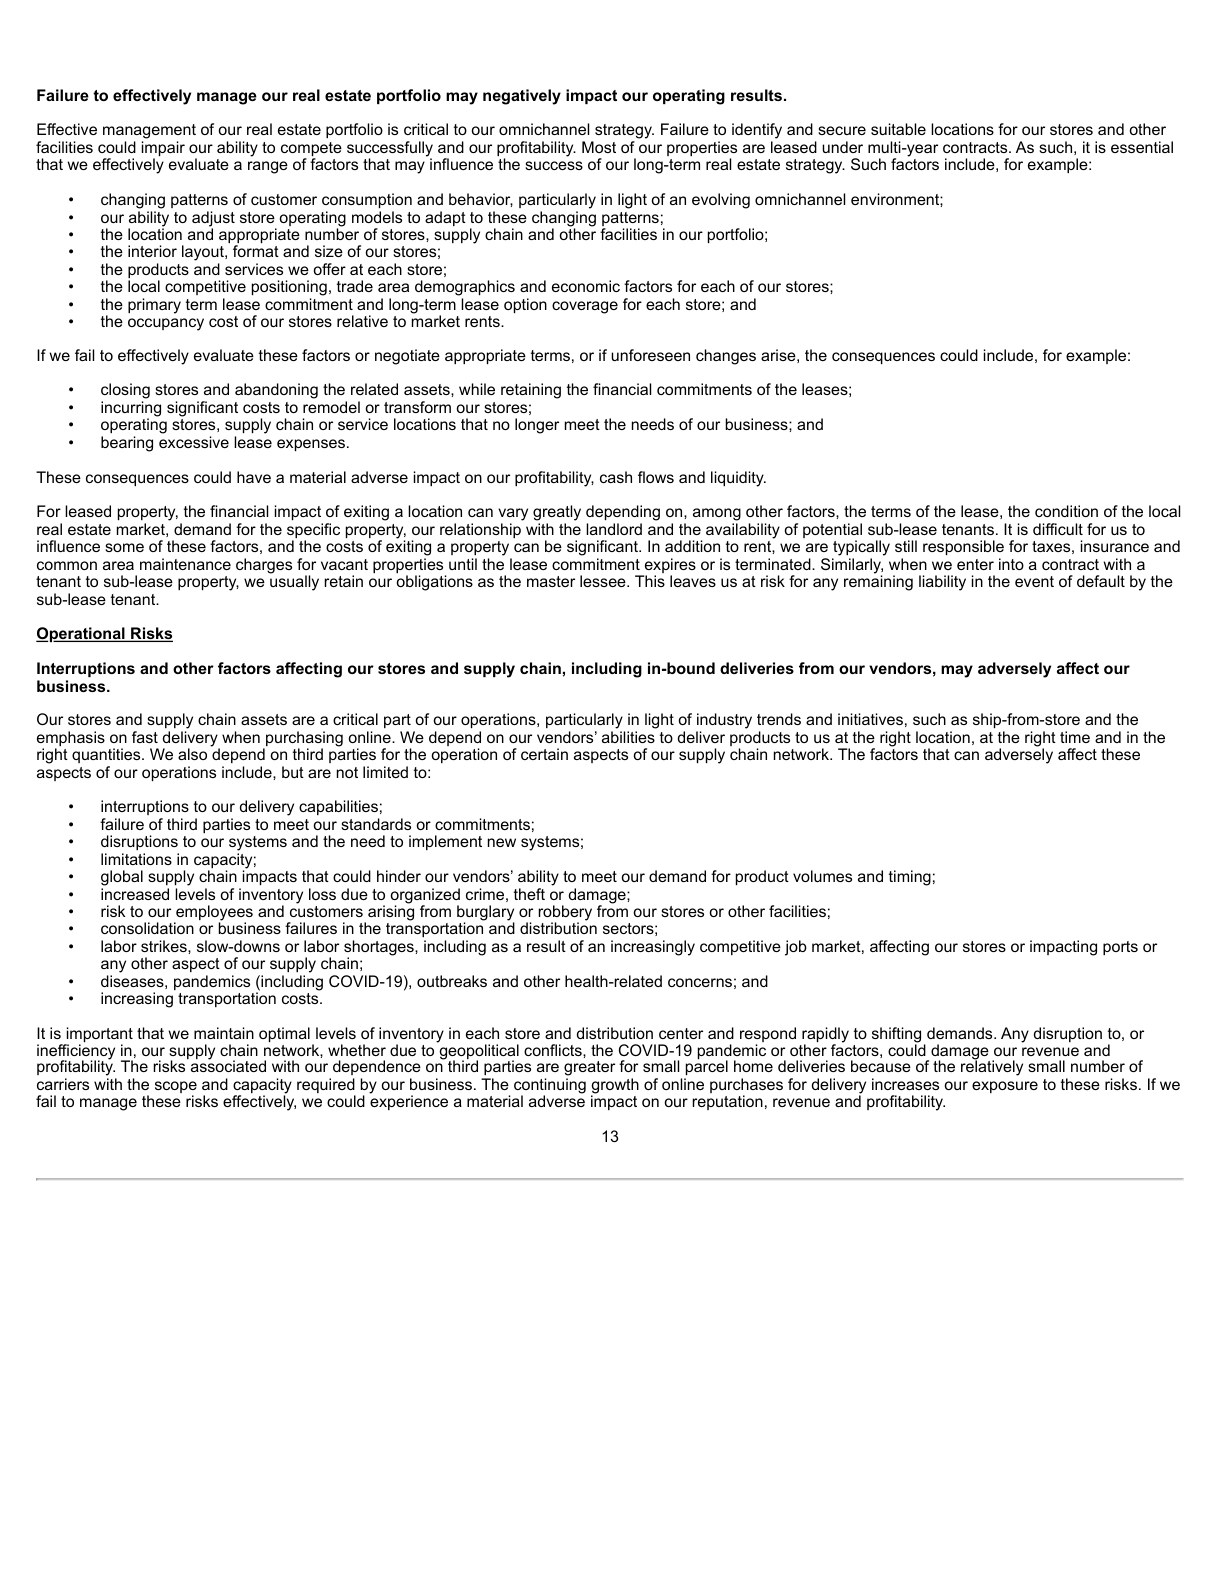 Failure to effectively manage our real estate portfolio may negatively impact our operating results.
Effective management of our real estate portfolio is critical to our omnichannel strategy. Failure to identify and secure suitable locations for our stores and other
facilities could impair our ability to compete successfully and our profitability. Most of our properties are leased under multi-year contracts. As such, it is essential
that we effectively evaluate a range of factors that may influence the success of our long-term real estate strategy. Such factors include, for example:
• changing patterns of customer consumption and behavior, particularly in light of an evolving omnichannel environment;
• our ability to adjust store operating models to adapt to these changing patterns;
• the location and appropriate number of stores, supply chain and other facilities in our portfolio;
• the interior layout, format and size of our stores;
• the products and services we offer at each store;
• the local competitive positioning, trade area demographics and economic factors for each of our stores;
• the primary term lease commitment and long-term lease option coverage for each store; and
• the occupancy cost of our stores relative to market rents.
If we fail to effectively evaluate these factors or negotiate appropriate terms, or if unforeseen changes arise, the consequences could include, for example:
• closing stores and abandoning the related assets, while retaining the financial commitments of the leases;
• incurring significant costs to remodel or transform our stores;
• operating stores, supply chain or service locations that no longer meet the needs of our business; and
• bearing excessive lease expenses.
These consequences could have a material adverse impact on our profitability, cash flows and liquidity.
For leased property, the financial impact of exiting a location can vary greatly depending on, among other factors, the terms of the lease, the condition of the local
real estate market, demand for the specific property, our relationship with the landlord and the availability of potential sub-lease tenants. It is difficult for us to
influence some of these factors, and the costs of exiting a property can be significant. In addition to rent, we are typically still responsible for taxes, insurance and
common area maintenance charges for vacant properties until the lease commitment expires or is terminated. Similarly, when we enter into a contract with a
tenant to sub-lease property, we usually retain our obligations as the master lessee. This leaves us at risk for any remaining liability in the event of default by the
sub-lease tenant.
Operational Risks
Interruptions and other factors affecting our stores and supply chain, including in-bound deliveries from our vendors, may adversely affect our
business.
Our stores and supply chain assets are a critical part of our operations, particularly in light of industry trends and initiatives, such as ship-from-store and the
emphasis on fast delivery when purchasing online. We depend on our vendors’ abilities to deliver products to us at the right location, at the right time and in the
right quantities. We also depend on third parties for the operation of certain aspects of our supply chain network. The factors that can adversely affect these
aspects of our operations include, but are not limited to:
• interruptions to our delivery capabilities;
• failure of third parties to meet our standards or commitments;
• disruptions to our systems and the need to implement new systems;
• limitations in capacity;
• global supply chain impacts that could hinder our vendors’ ability to meet our demand for product volumes and timing;
• increased levels of inventory loss due to organized crime, theft or damage;
• risk to our employees and customers arising from burglary or robbery from our stores or other facilities;
• consolidation or business failures in the transportation and distribution sectors;
• labor strikes, slow-downs or labor shortages, including as a result of an increasingly competitive job market, affecting our stores or impacting ports or
any other aspect of our supply chain;
• diseases, pandemics (including COVID-19), outbreaks and other health-related concerns; and
• increasing transportation costs.
It is important that we maintain optimal levels of inventory in each store and distribution center and respond rapidly to shifting demands. Any disruption to, or
inefficiency in, our supply chain network, whether due to geopolitical conflicts, the COVID-19 pandemic or other factors, could damage our revenue and
profitability. The risks associated with our dependence on third parties are greater for small parcel home deliveries because of the relatively small number of
carriers with the scope and capacity required by our business. The continuing growth of online purchases for delivery increases our exposure to these risks. If we
fail to manage these risks effectively, we could experience a material adverse impact on our reputation, revenue and profitability.
13